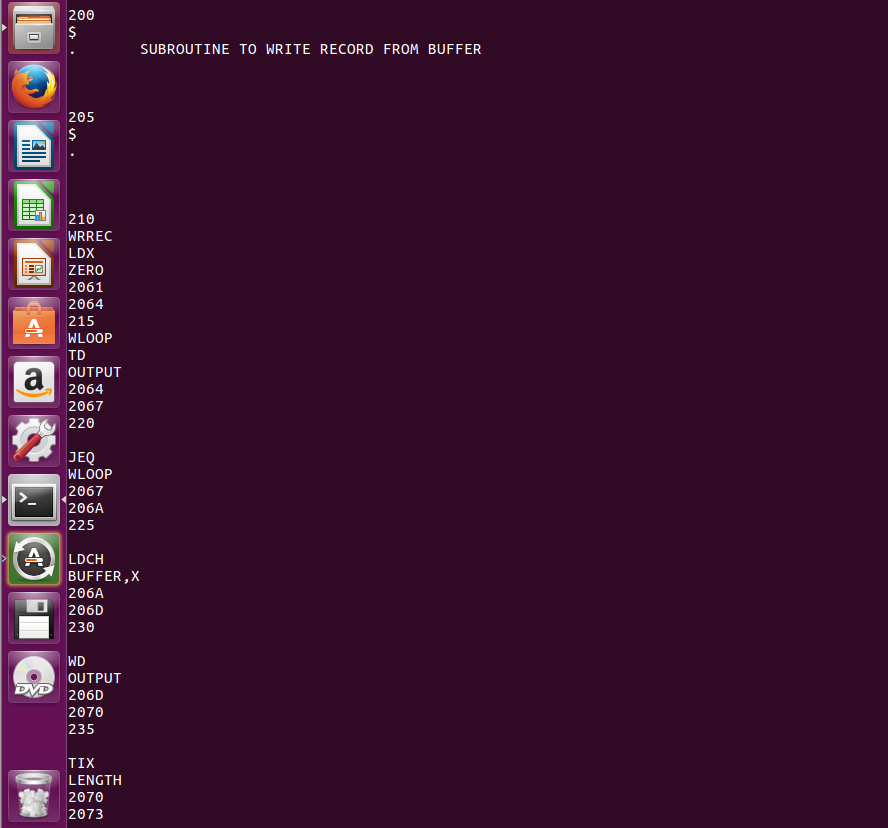 200
$
.        SUBROUTINE TO WRITE RECORD FROM BUFFER
205
$
.
210
WRREC
LDX
ZERO
2061
2064
215
WLOOP
TD
OUTPUT
2064
2067
220
JEQ
WLOOP
2067
206A
225
LDCH
BUFFER,X
206A
206D
230
WD
OUTPUT
206D
2070
235
TIX
LENGTH
2070
2073
A
a
>_
A
DVD